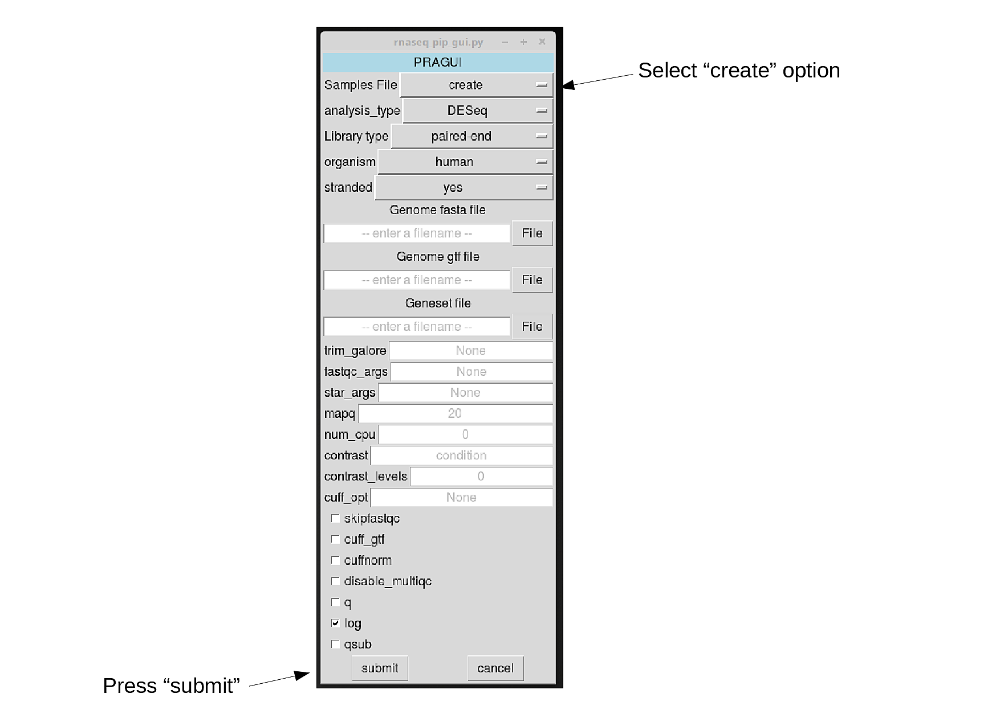 rnaseq_pip_gui.py
PRAGUI
Select “create” option
Samples File create
analysis_type DESeq
Library type paired-end
organism human
stranded yes
Genome fasta file
-- enter a filename -- File
Genome gtf file
-- enter a filename -- File
Geneset file
-- enter a filename -- File
trim_galore None
fastqc_args None
star_args None
mapq 20
num_cpu 0
contrast condition
contrast_levels 0
cuff_opt None
skipfastqc
cuff_gtf
cuffnorm
disable_multiqc
q
log
qsub
submit cancel
Press “submit”